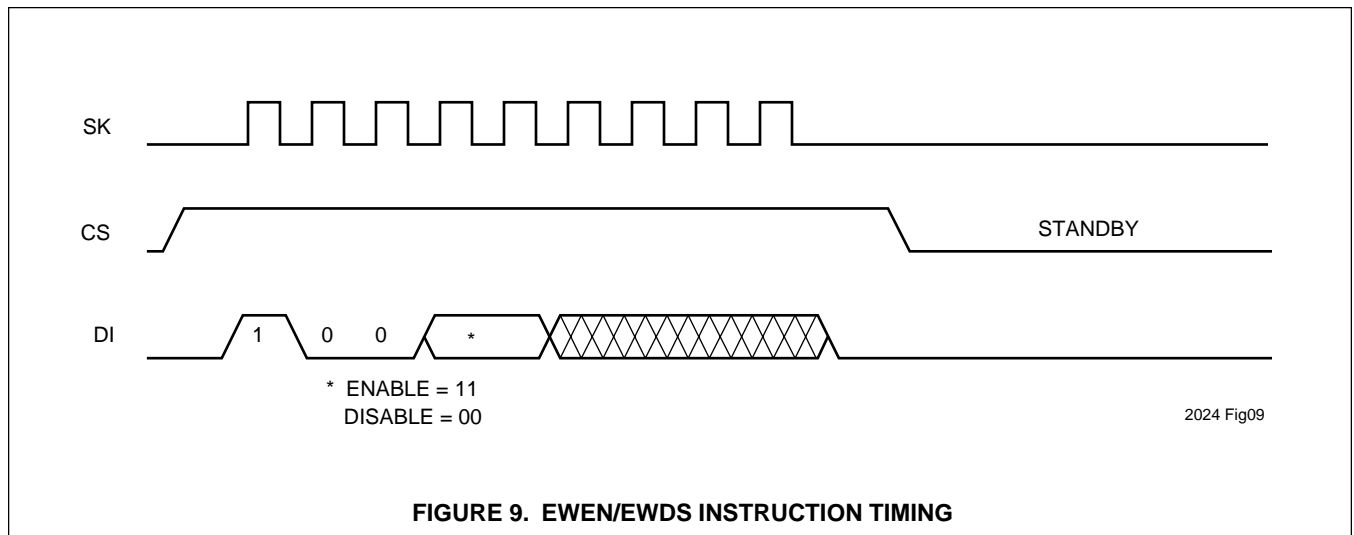 SK
CS
STANDBY
DI
1 0 0 *
* ENABLE = 11
DISABLE = 00
2024 Fig09
FIGURE 9. EWEN/EWDS INSTRUCTION TIMING